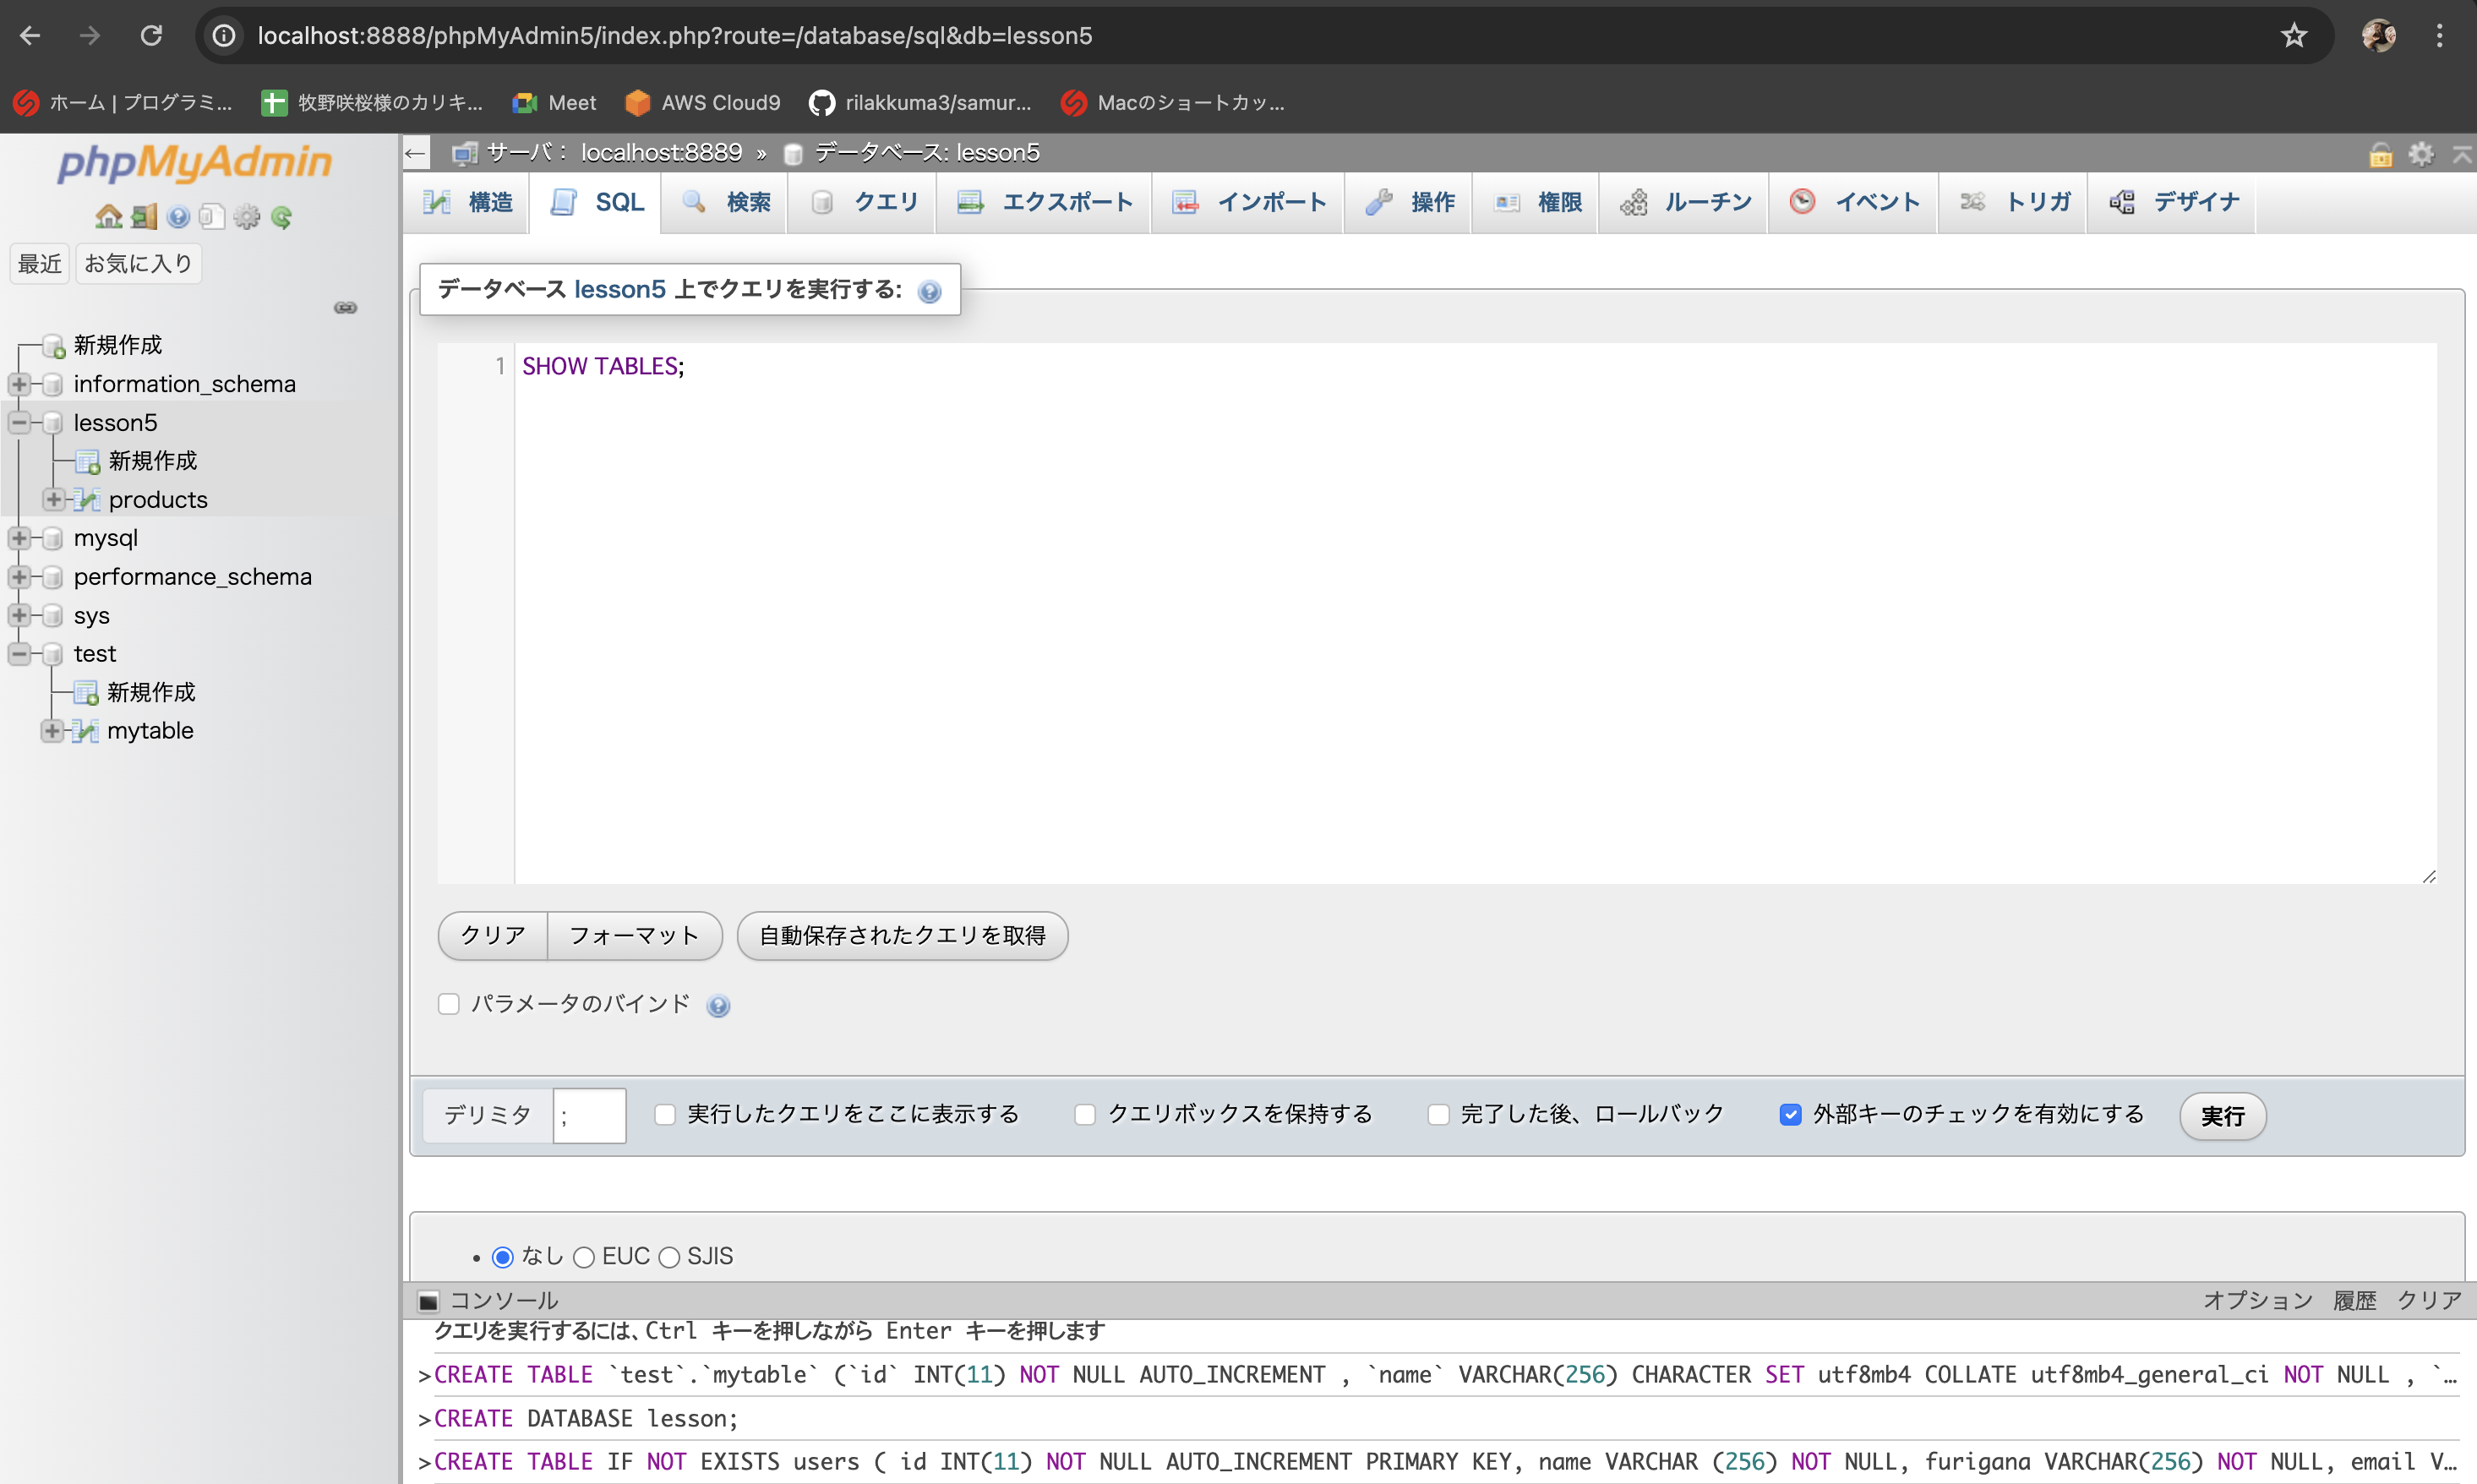 localhost:8888/phpMyAdmin5/index.php?route=/database/sql&db=lesson5
ホーム | プログラミ...
牧野咲桜様のカリキ...
Meet
AWS Cloud9
rilakkuma3/samur...
Macのショートカッ...
phpMyAdmin
最近
お気に入り
新規作成
information_schema
lesson5
新規作成
products
mysql
performance_schema
sys
test
新規作成
mytable
サーバ： localhost:8889 » データベース: lesson5
構造
SQL
検索
クエリ
エクスポート
インポート
操作
権限
ルーチン
イベント
トリガ
デザイナ
データベース lesson5 上でクエリを実行する:
1 SHOW TABLES;
クリア
フォーマット
自動保存されたクエリを取得
パラメータのバインド
デリミタ ;
実行したクエリをここに表示する
クエリボックスを保持する
完了した後、ロールバック
外部キーのチェックを有効にする
実行
• なし EUC SJIS
コンソール
オプション 履歴 クリア
クエリを実行するには、Ctrl キーを押しながら Enter キーを押します
>CREATE TABLE `test`.`mytable` (`id` INT(11) NOT NULL AUTO_INCREMENT , `name` VARCHAR(256) CHARACTER SET utf8mb4 COLLATE utf8mb4_general_ci NOT NULL , `...
>CREATE DATABASE lesson;
>CREATE TABLE IF NOT EXISTS users ( id INT(11) NOT NULL AUTO_INCREMENT PRIMARY KEY, name VARCHAR (256) NOT NULL, furigana VARCHAR(256) NOT NULL, email V...